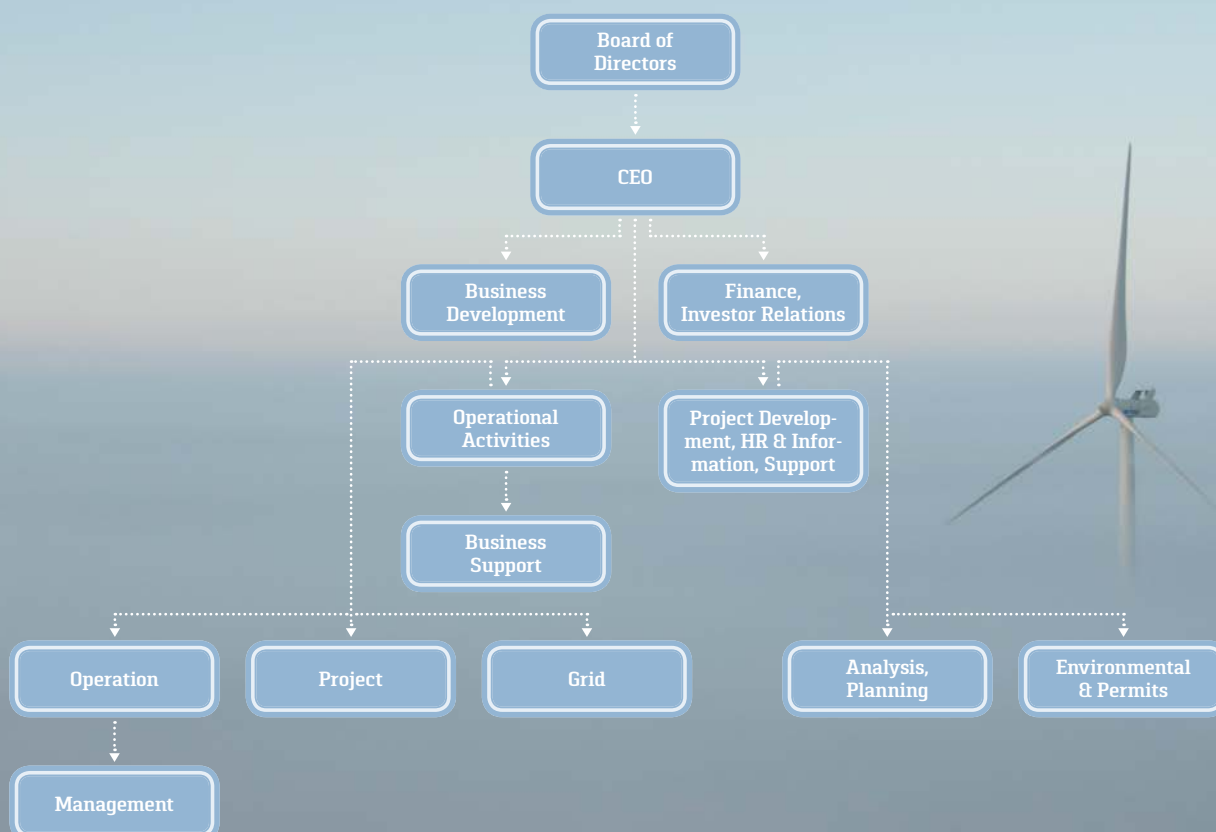 Board of
Directors
CEO
Business
Development
Finance,
Investor Relations
Operational
Activities
Project Develop-
ment, HR & Infor-
mation, Support
Business
Support
Operation
Project
Grid
Analysis,
Planning
Environmental
& Permits
Management